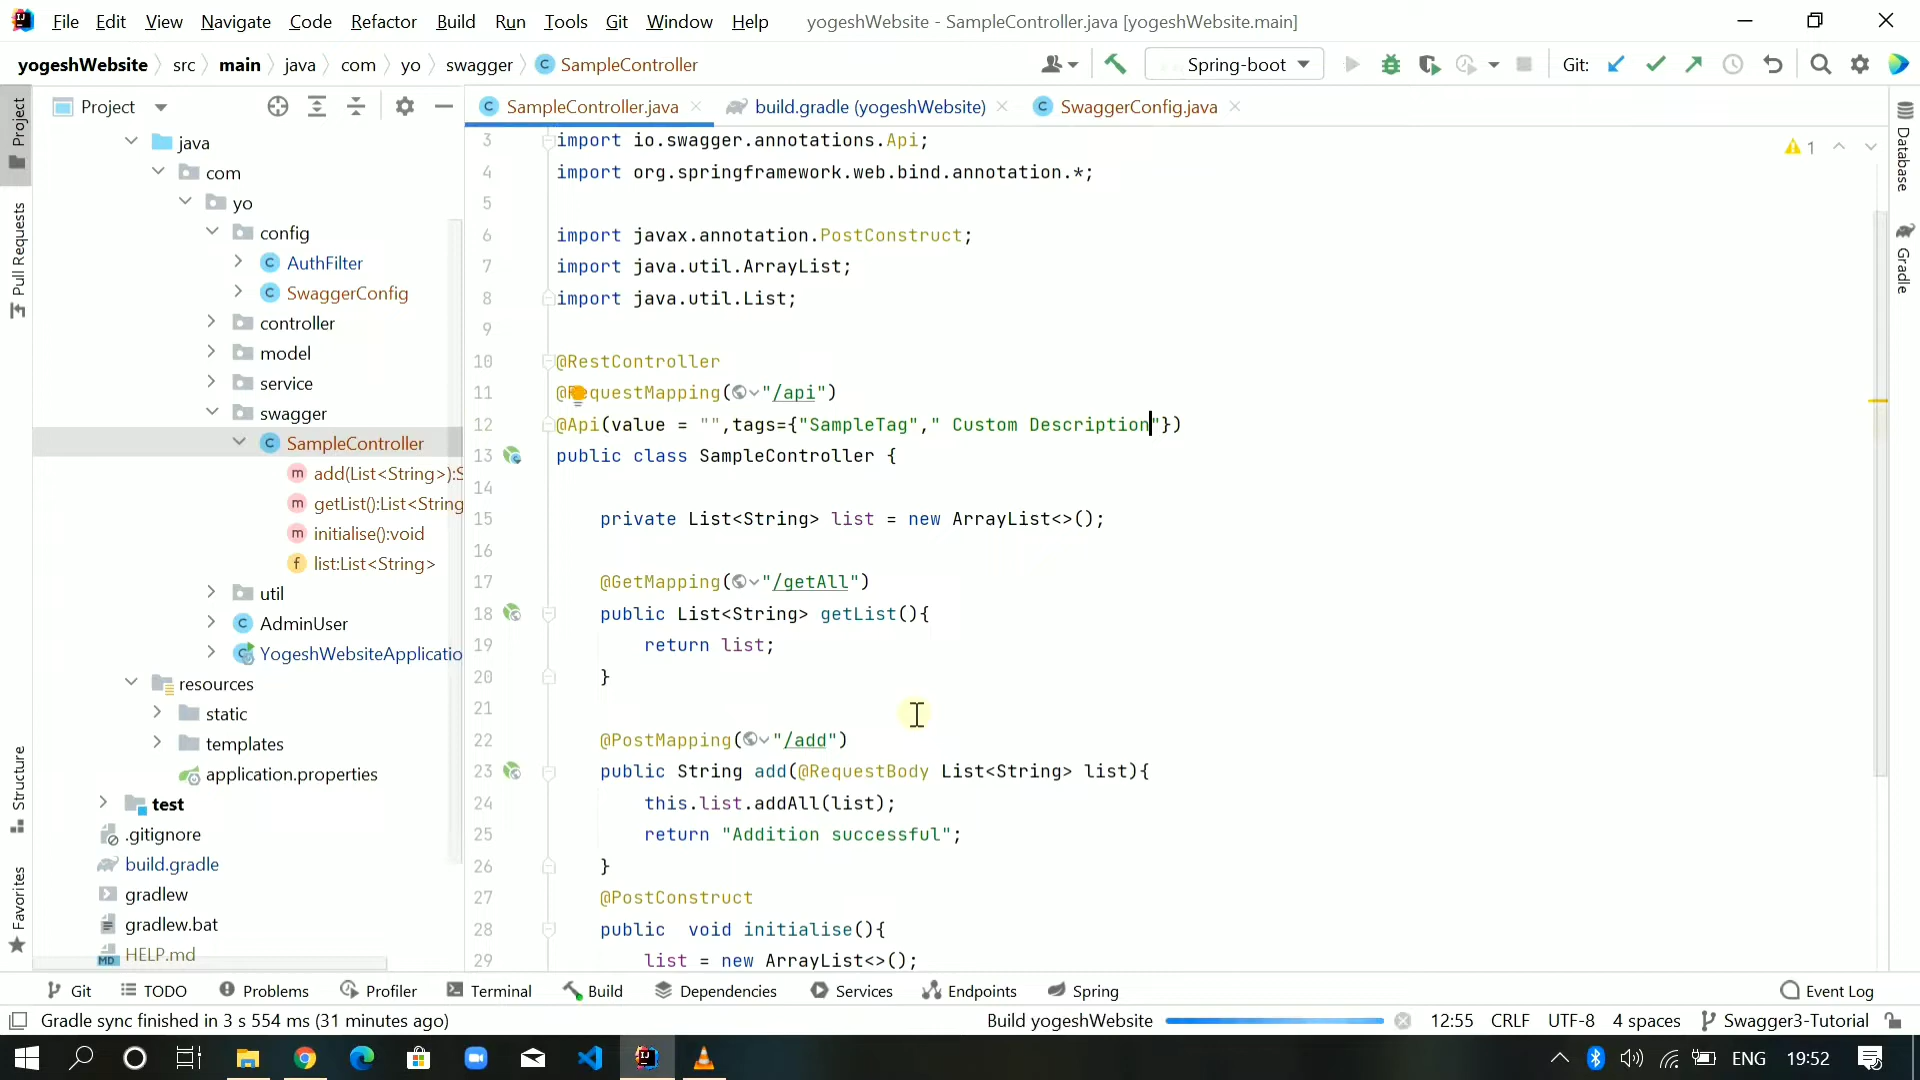 File Edit View Navigate Code Refactor Build Run Tools Git Window Help yogeshWebsite - SampleController.java [yogeshWebsite.main]
yogeshWebsite src main java com yo swagger SampleController Spring-boot Git:
Project
SampleController.java build.gradle (yogeshWebsite) SwaggerConfig.java
Project
Pull Requests
Structure
Favorites
java
com
yo
config
AuthFilter
SwaggerConfig
controller
model
service
swagger
SampleController
add(List<String>):S
getList():List<String
initialise():void
list:List<String>
util
AdminUser
YogeshWebsiteApplicatio
resources
static
templates
application.properties
test
.gitignore
build.gradle
gradlew
gradlew.bat
HELP.md
3 import io.swagger.annotations.Api;
4 import org.springframework.web.bind.annotation.*;
5
6 import javax.annotation.PostConstruct;
7 import java.util.ArrayList;
8 import java.util.List;
9
10 @RestController
11 @RequestMapping("/api")
12 @Api(value = "",tags={"SampleTag"," Custom Description"})
13 public class SampleController {
14
15 private List<String> list = new ArrayList<>();
16
17 @GetMapping("/getAll")
18 public List<String> getList(){
19 return list;
20 }
21
22 @PostMapping("/add")
23 public String add(@RequestBody List<String> list){
24 this.list.addAll(list);
25 return "Addition successful";
26 }
27 @PostConstruct
28 public  void initialise(){
29 list = new ArrayList<>();
1
Database
Gradle
Git TODO Problems Profiler Terminal Build Dependencies Services Endpoints Spring Event Log
Gradle sync finished in 3 s 554 ms (31 minutes ago) Build yogeshWebsite 12:55 CRLF UTF-8 4 spaces Swagger3-Tutorial
ENG 19:52